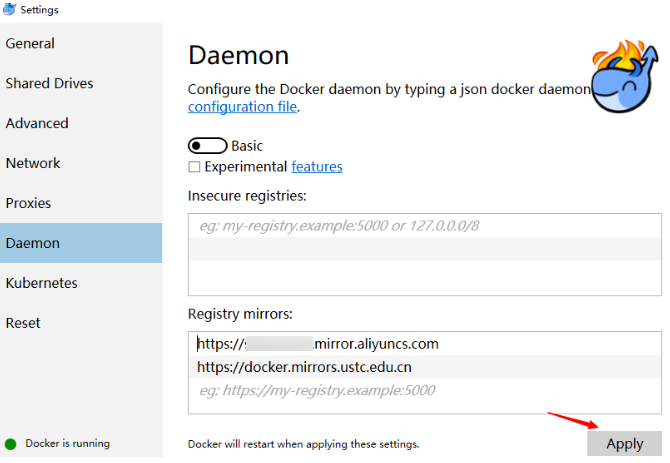 Settings
General
Shared Drives
Advanced
Network
Proxies
Daemon
Kubernetes
Reset
Docker is running
Daemon
Configure the Docker daemon by typing a json docker daemon
configuration file.
Basic
Experimental features
Insecure registries:
eg: my-registry.example:5000 or 127.0.0.0/8
Registry mirrors:
https:// .mirror.aliyuncs.com
https://docker.mirrors.ustc.edu.cn
eg: https://my-registry.example:5000
Docker will restart when applying these settings.
Apply